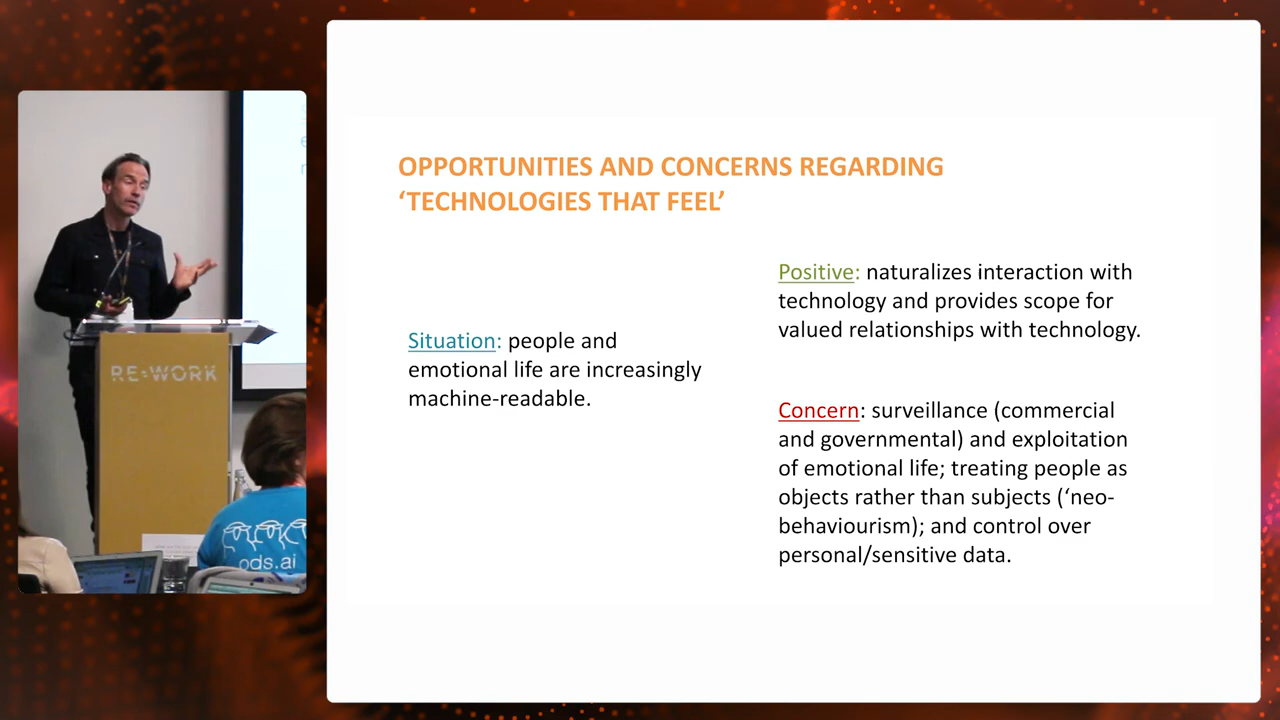 OPPORTUNITIES AND CONCERNS REGARDING
‘TECHNOLOGIES THAT FEEL’
Situation: people and
emotional life are increasingly
machine-readable.
Positive: naturalizes interaction with
technology and provides scope for
valued relationships with technology.
Concern: surveillance (commercial
and governmental) and exploitation
of emotional life; treating people as
objects rather than subjects (‘neo-
behaviourism); and control over
personal/sensitive data.
RE•WORK
ods.ai